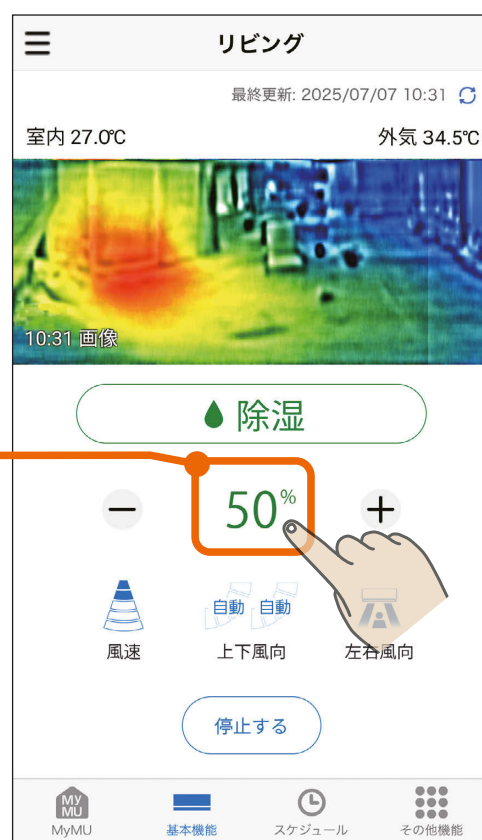 リビング
最終更新: 2025/07/07 10:31
室内 27.0℃ 外気 34.5℃
10:31 画像
除湿
50%
自動 自動
風速 上下風向 左右風向
停止する
MY MU
MyMU 基本機能 スケジュール その他機能